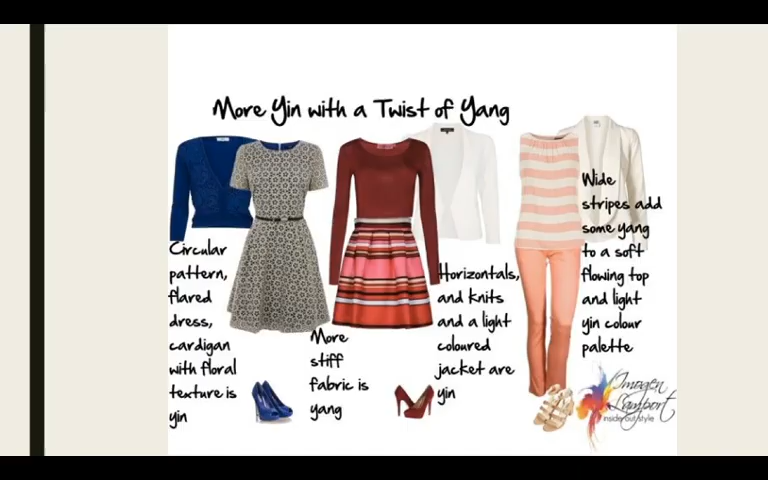 More Yin with a Twist of Yang
Circular
pattern,
flared
dress,
cardigan
with floral
texture is
yin
More
stiff
fabric is
yang
Horizontals,
and knits
and a light
coloured
jacket are
yin
Wide
stripes add
some yang
to a soft
flowing top
and light
yin colour
palette
Imogen
Lamport
inside out style